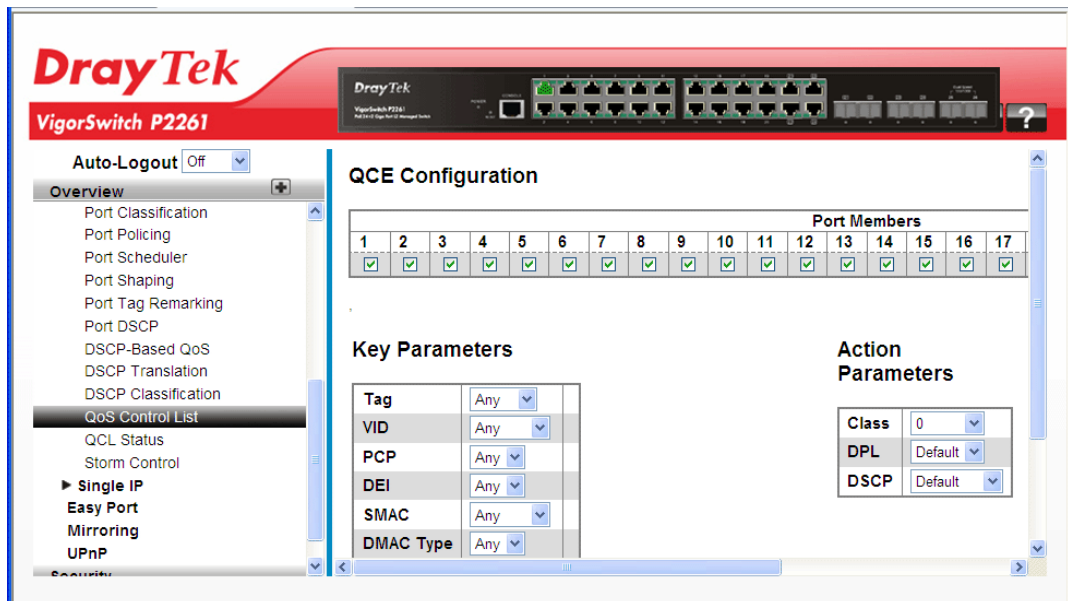 DrayTek
VigorSwitch P2261
DrayTek
VigorSwitch P2261
?
Auto-Logout Off
Overview
Port Classification
Port Policing
Port Scheduler
Port Shaping
Port Tag Remarking
Port DSCP
DSCP-Based QoS
DSCP Translation
DSCP Classification
QoS Control List
QCL Status
Storm Control
Single IP
Easy Port
Mirroring
UPnP
Security
QCE Configuration
Port Members
1 2 3 4 5 6 7 8 9 10 11 12 13 14 15 16 17
Key Parameters
Tag Any
VID Any
PCP Any
DEI Any
SMAC Any
DMAC Type Any
Action
Parameters
Class 0
DPL Default
DSCP Default